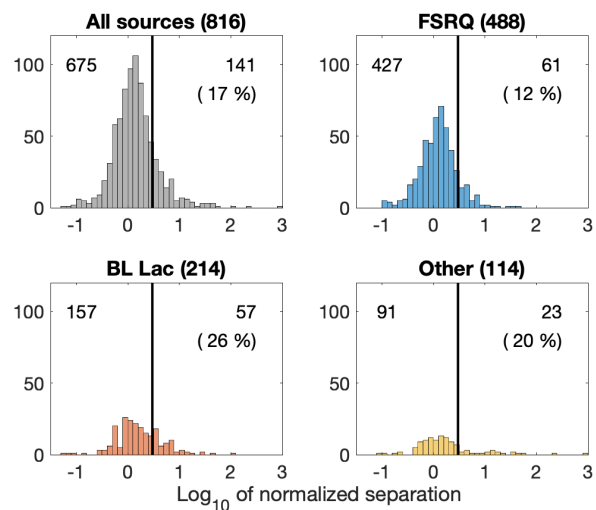 All sources (816)
675
141
( 17 %)
100
50
0
-1 0 1 2 3
FSRQ (488)
427
61
( 12 %)
100
50
0
-1 0 1 2 3
BL Lac (214)
157
57
( 26 %)
100
50
0
-1 0 1 2 3
Other (114)
91
23
( 20 %)
100
50
0
-1 0 1 2 3
Log10 of normalized separation